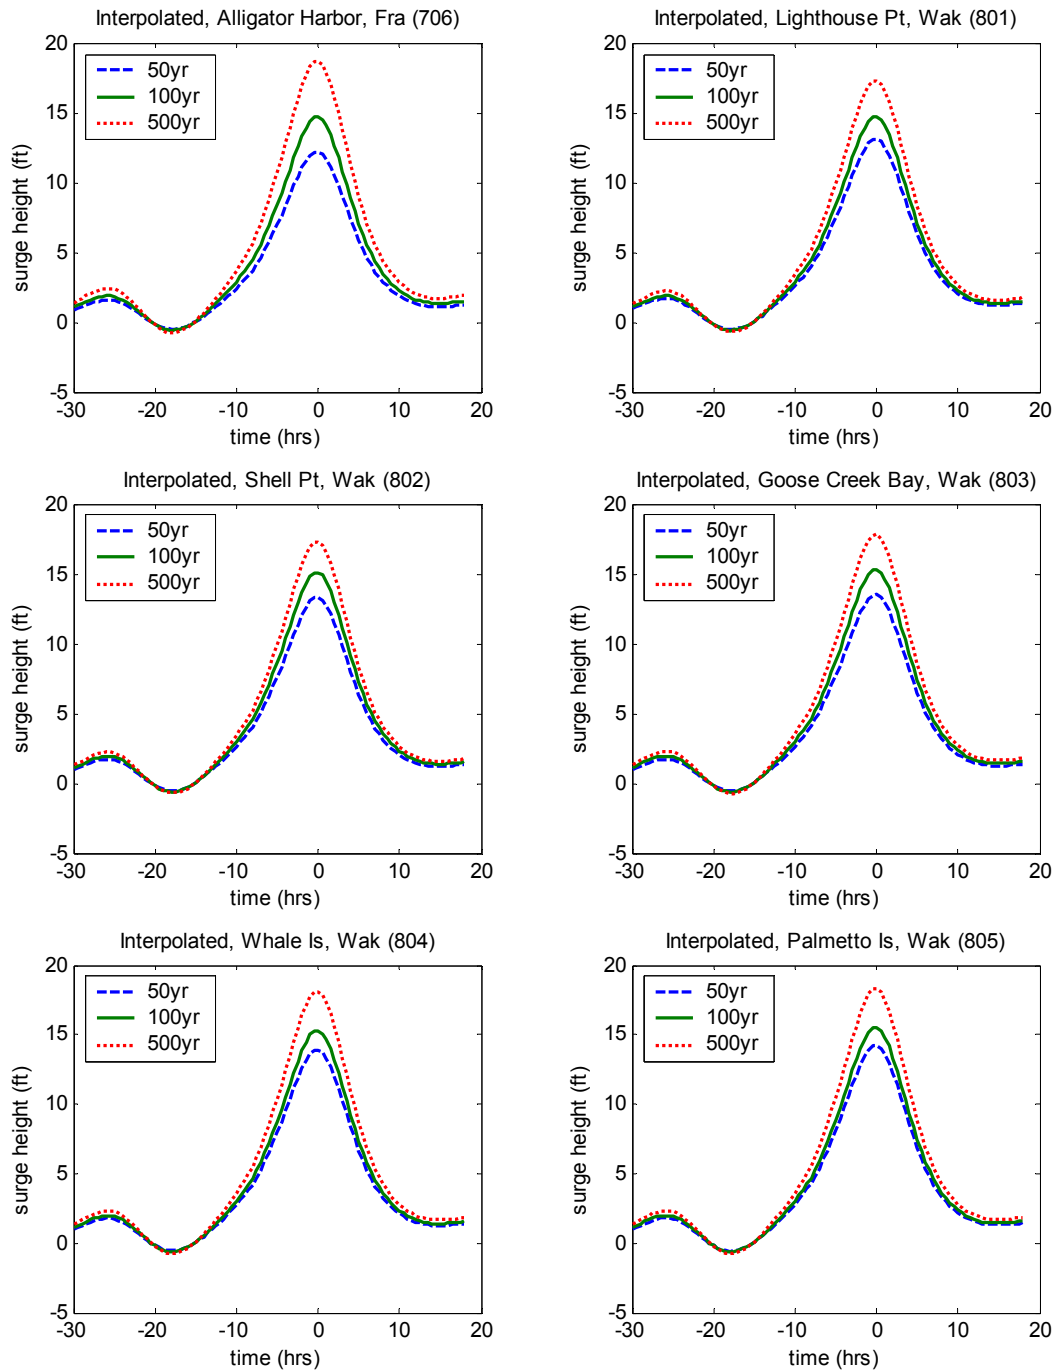 Interpolated, Alligator Harbor, Fra (706)
20
15
10
5
0
-5
surge height (ft)
50yr
100yr
500yr
-30 -20 -10 0 10 20
time (hrs)
Interpolated, Lighthouse Pt, Wak (801)
20
15
10
5
0
-5
surge height (ft)
50yr
100yr
500yr
-30 -20 -10 0 10 20
time (hrs)
Interpolated, Shell Pt, Wak (802)
20
15
10
5
0
-5
surge height (ft)
50yr
100yr
500yr
-30 -20 -10 0 10 20
time (hrs)
Interpolated, Goose Creek Bay, Wak (803)
20
15
10
5
0
-5
surge height (ft)
50yr
100yr
500yr
-30 -20 -10 0 10 20
time (hrs)
Interpolated, Whale Is, Wak (804)
20
15
10
5
0
-5
surge height (ft)
50yr
100yr
500yr
-30 -20 -10 0 10 20
time (hrs)
Interpolated, Palmetto Is, Wak (805)
20
15
10
5
0
-5
surge height (ft)
50yr
100yr
500yr
-30 -20 -10 0 10 20
time (hrs)